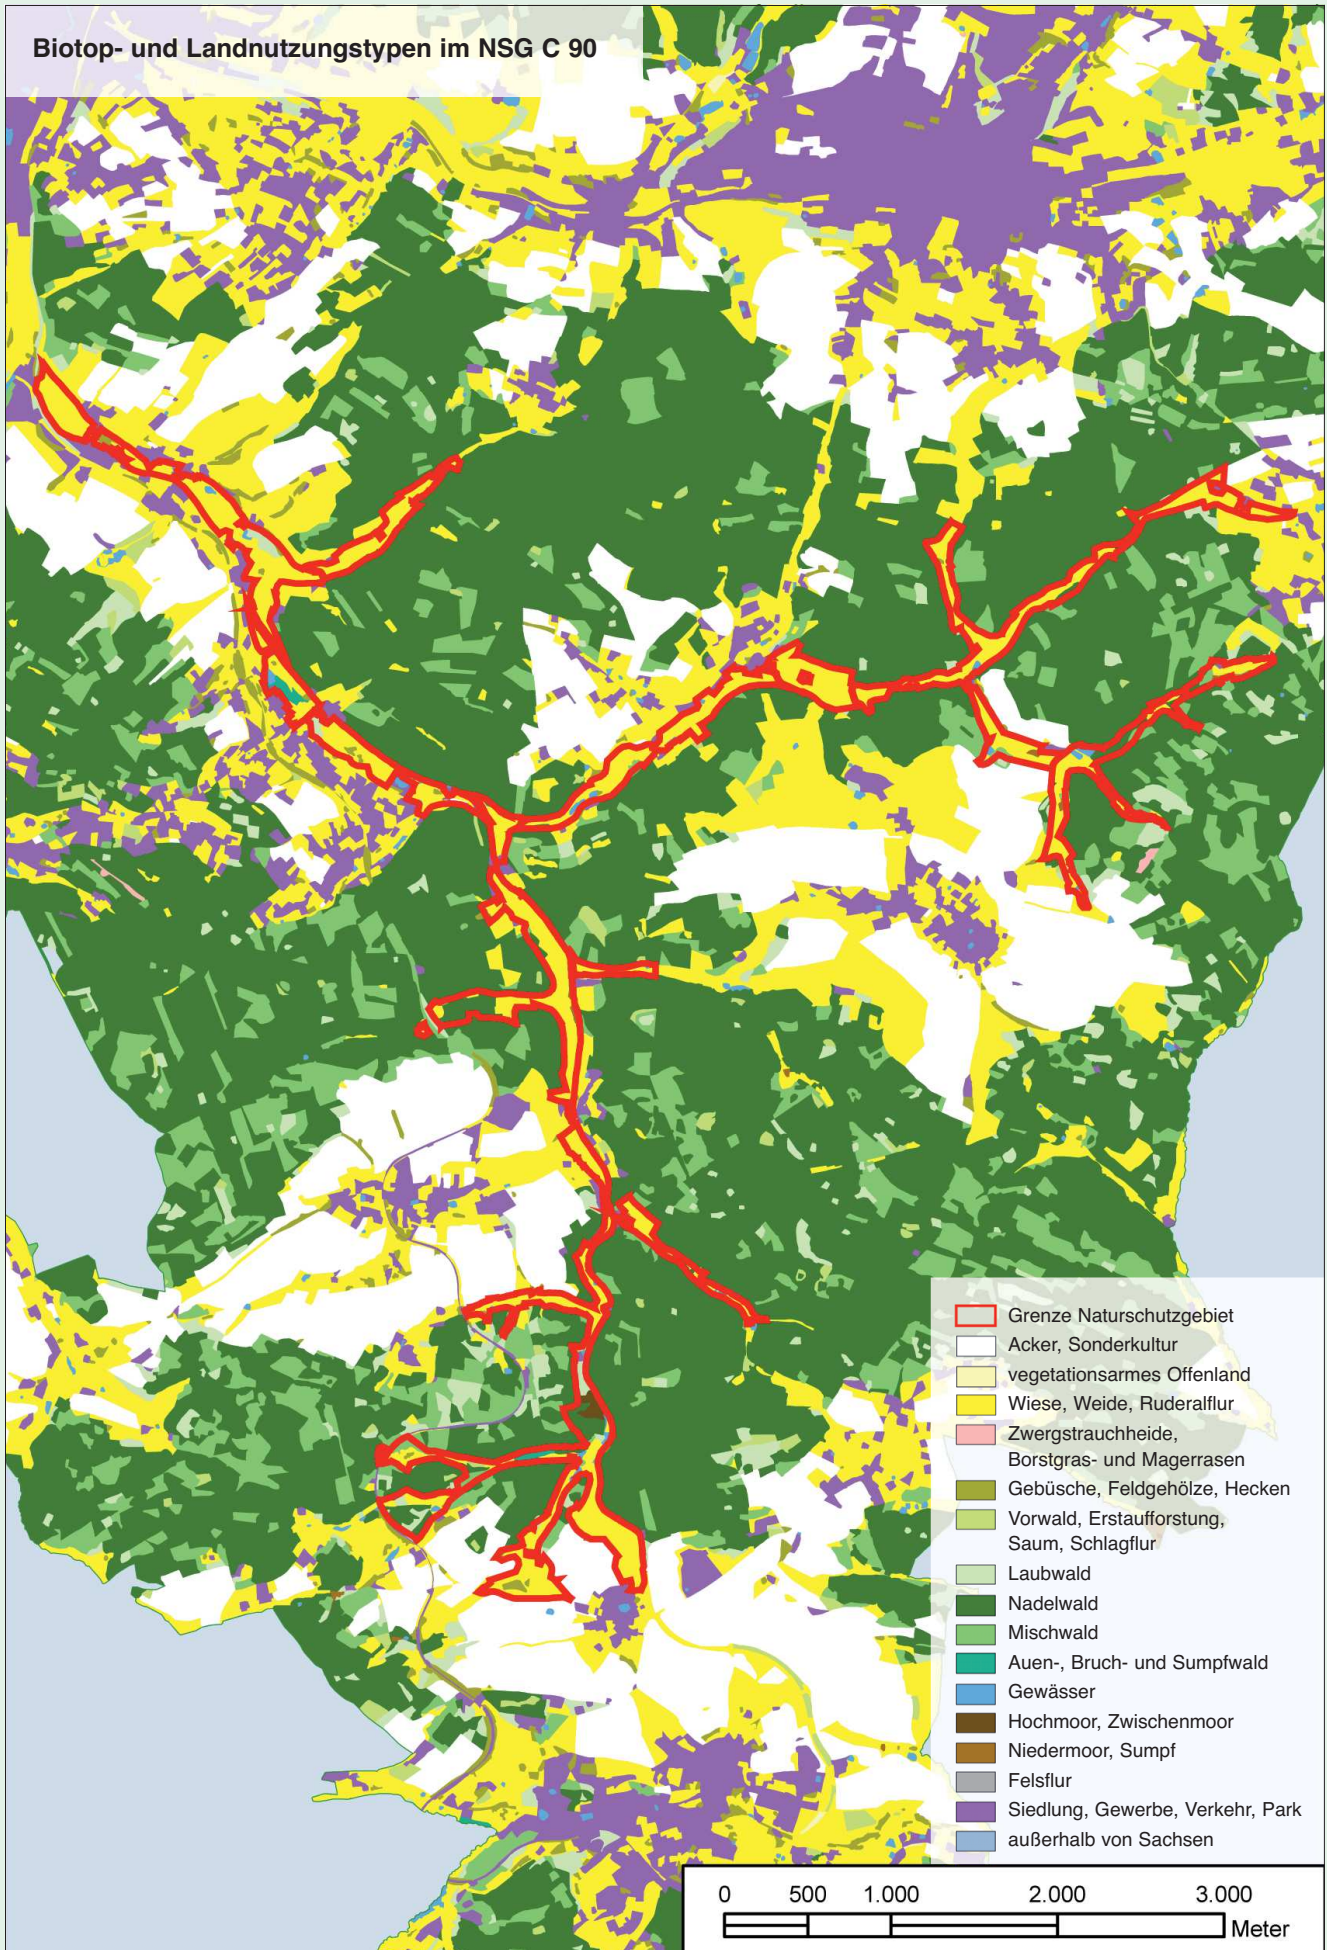 Biotop- und Landnutzungstypen im NSG C 90
Grenze Naturschutzgebiet
Acker, Sonderkultur
vegetationsarmes Offenland
Wiese, Weide, Ruderalflur
Zwergstrauchheide,
Borstgras- und Magerrasen
Gebüsche, Feldgehölze, Hecken
Vorwald, Erstaufforstung,
Saum, Schlagflur
Laubwald
Nadelwald
Mischwald
Auen-, Bruch- und Sumpfwald
Gewässer
Hochmoor, Zwischenmoor
Niedermoor, Sumpf
Felsflur
Siedlung, Gewerbe, Verkehr, Park
außerhalb von Sachsen
0 500 1.000 2.000 3.000
Meter